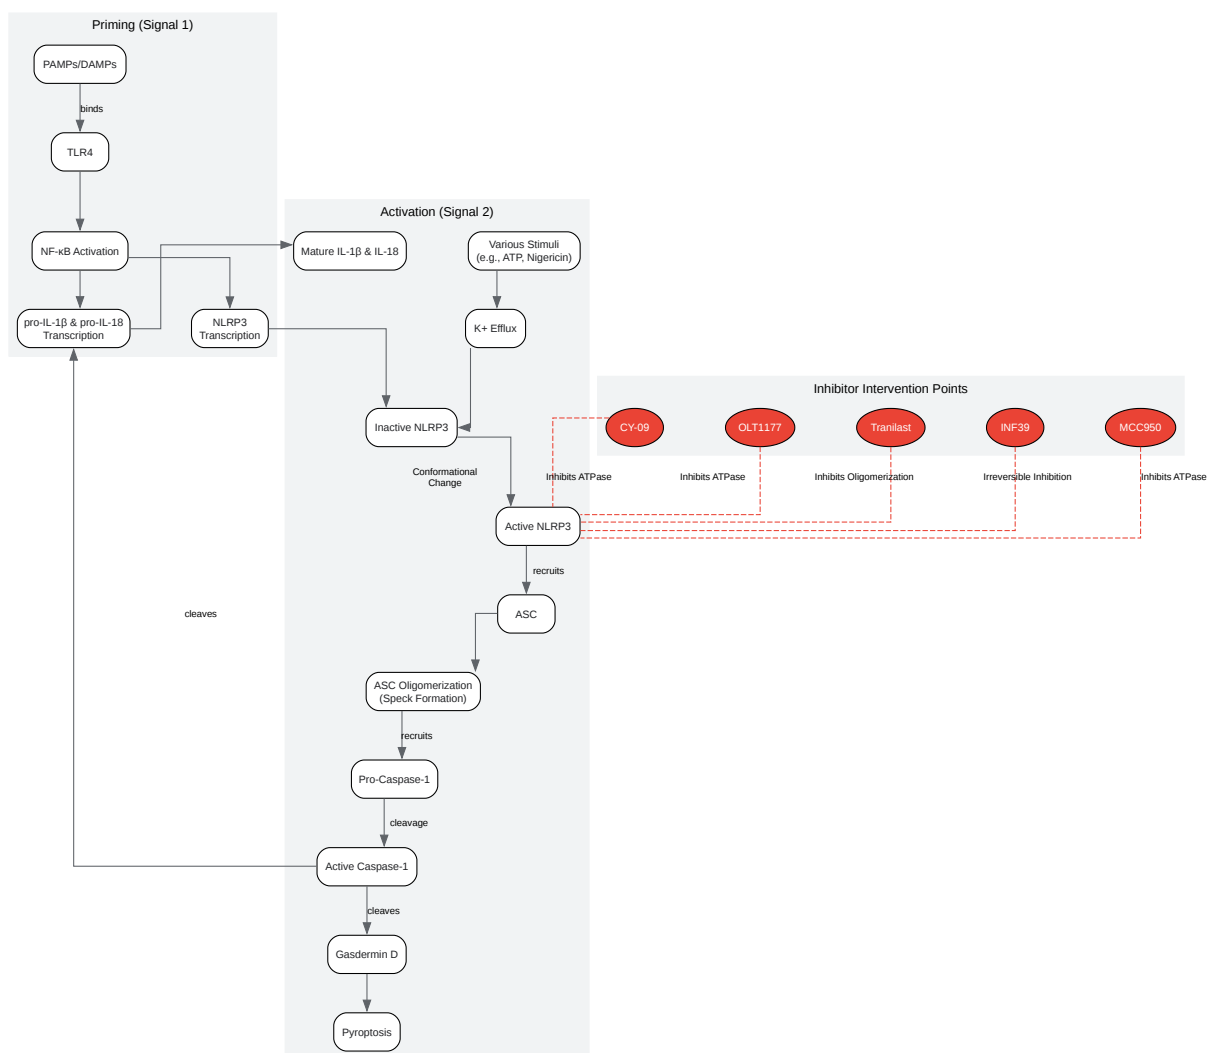 Priming (Signal 1)
PAMPs/DAMPs
binds
TLR4
NF-κB Activation
pro-IL-1β & pro-IL-18
Transcription
NLRP3
Transcription
Activation (Signal 2)
Mature IL-1β & IL-18
Various Stimuli
(e.g., ATP, Nigericin)
K+ Efflux
Inactive NLRP3
Conformational
Change
Active NLRP3
recruits
ASC
ASC Oligomerization
(Speck Formation)
recruits
Pro-Caspase-1
cleavage
Active Caspase-1
cleaves
cleaves
Gasdermin D
Pyroptosis
Inhibitor Intervention Points
CY-09
OLT1177
Tranilast
INF39
MCC950
Inhibits ATPase
Inhibits ATPase
Inhibits Oligomerization
Irreversible Inhibition
Inhibits ATPase